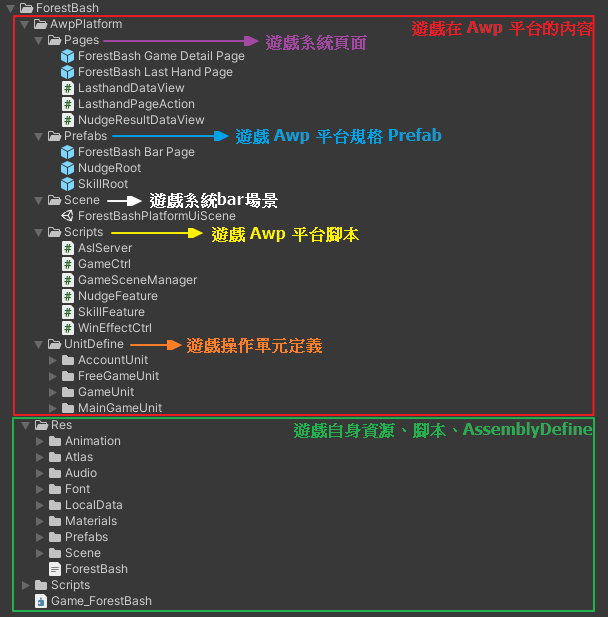 ForestBash
AwpPlatform
遊戲在 Awp 平台的內容
Pages
遊戲系統頁面
ForestBash Game Detail Page
ForestBash Last Hand Page
LasthandDataView
LasthandPageAction
NudgeResultDataView
Prefabs
遊戲 Awp 平台規格 Prefab
ForestBash Bar Page
NudgeRoot
SkillRoot
Scene
遊戲系統bar場景
ForestBashPlatformUiScene
Scripts
遊戲 Awp 平台腳本
AslServer
GameCtrl
GameSceneManager
NudgeFeature
SkillFeature
WinEffectCtrl
UnitDefine
遊戲操作單元定義
AccountUnit
FreeGameUnit
GameUnit
MainGameUnit
Res
遊戲自身資源、腳本、AssemblyDefine
Animation
Atlas
Audio
Font
LocalData
Materials
Prefabs
Scene
ForestBash
Scripts
Game_ForestBash